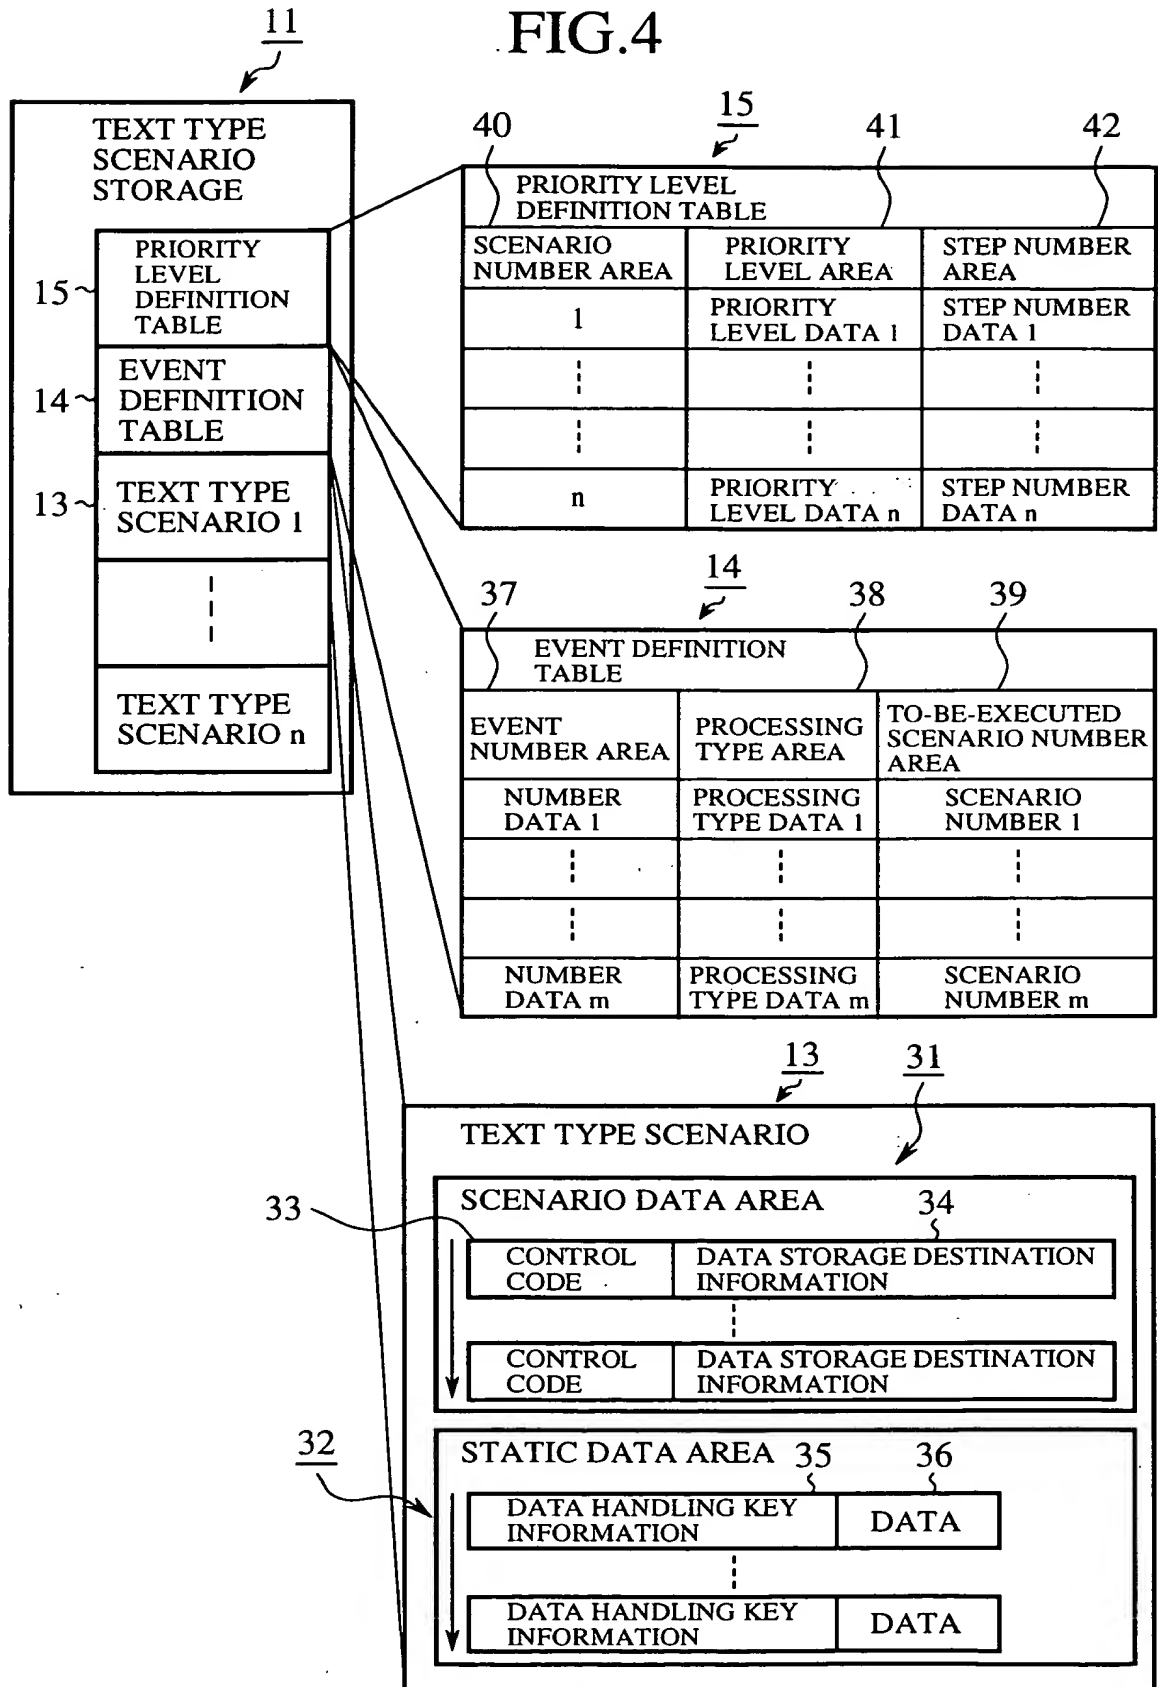 FIG.4
11
TEXT TYPE
SCENARIO
STORAGE
15
PRIORITY
LEVEL
DEFINITION
TABLE
14
EVENT
DEFINITION
TABLE
13
TEXT TYPE
SCENARIO 1
TEXT TYPE
SCENARIO n
40
15
41
42
PRIORITY LEVEL
DEFINITION TABLE
SCENARIO
NUMBER AREA
PRIORITY
LEVEL AREA
STEP NUMBER
AREA
1
PRIORITY
LEVEL DATA 1
STEP NUMBER
DATA 1
n
PRIORITY
LEVEL DATA n
STEP NUMBER
DATA n
37
14
38
39
EVENT DEFINITION
TABLE
EVENT
NUMBER AREA
PROCESSING
TYPE AREA
TO-BE-EXECUTED
SCENARIO NUMBER
AREA
NUMBER
DATA 1
PROCESSING
TYPE DATA 1
SCENARIO
NUMBER 1
NUMBER
DATA m
PROCESSING
TYPE DATA m
SCENARIO
NUMBER m
13
31
TEXT TYPE SCENARIO
SCENARIO DATA AREA
33
34
CONTROL
CODE
DATA STORAGE DESTINATION
INFORMATION
CONTROL
CODE
DATA STORAGE DESTINATION
INFORMATION
32
STATIC DATA AREA
35
36
DATA HANDLING KEY
INFORMATION
DATA
DATA HANDLING KEY
INFORMATION
DATA